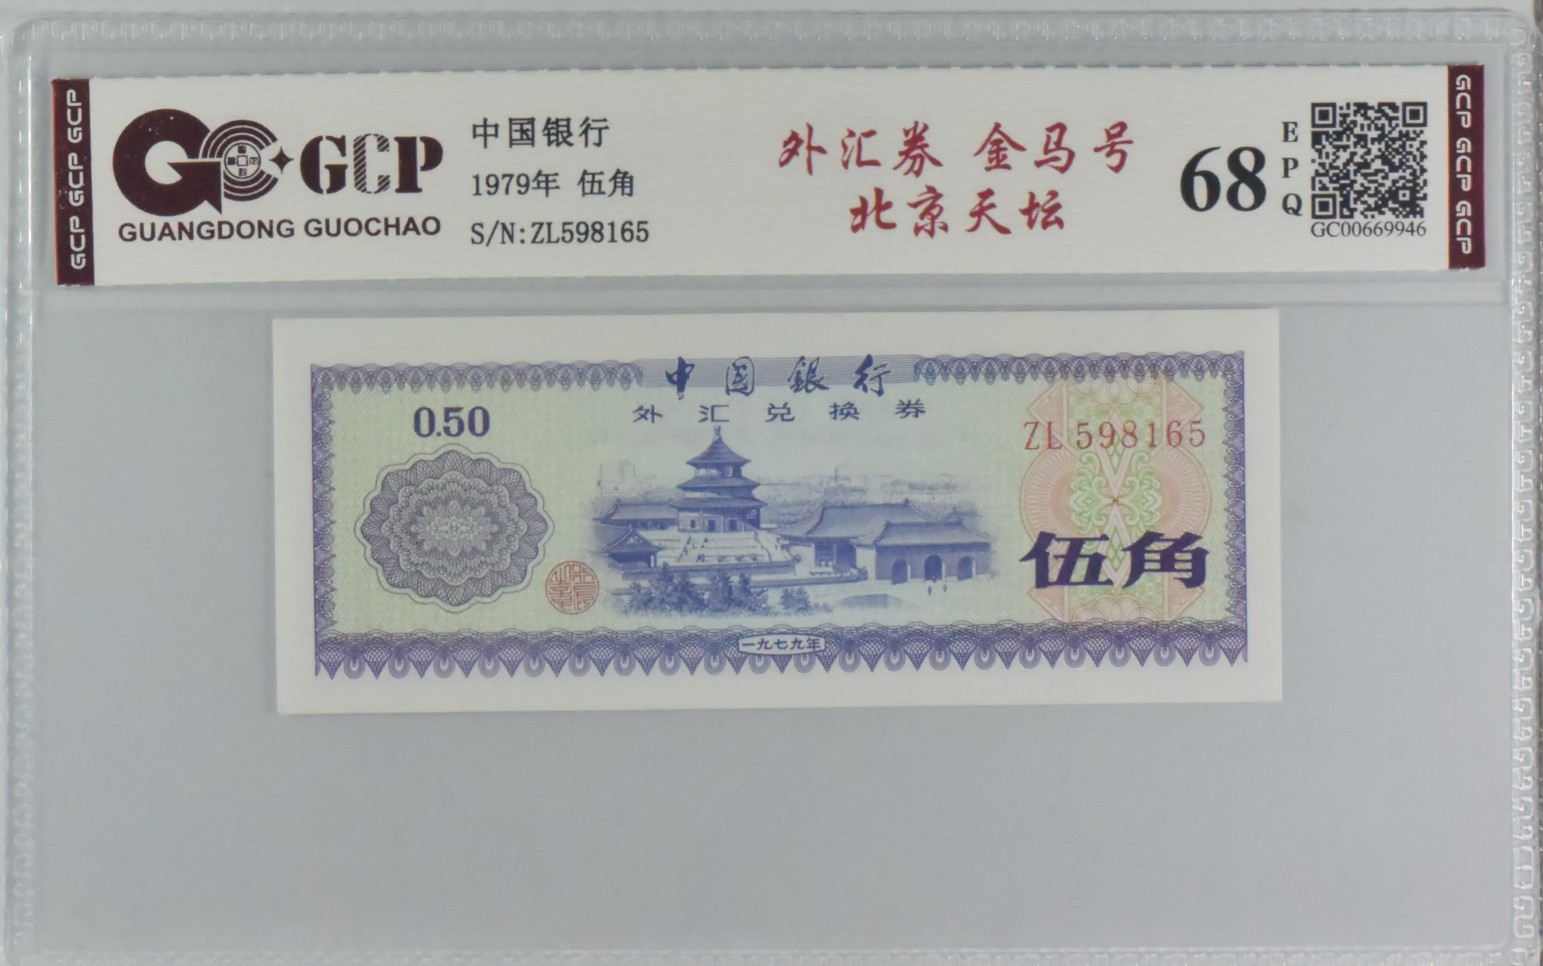 GCP GCP GCP
GCP
GUANGDONG GUOCHAO
中国银行
1979年 伍角
S/N:ZL598165
外汇券 金马号
北京天坛
68
EPQ
GC00669946
GCP GCP GCP
中国銀行
外汇兑换券
0.50
ZL 598165
伍角
一九七九年